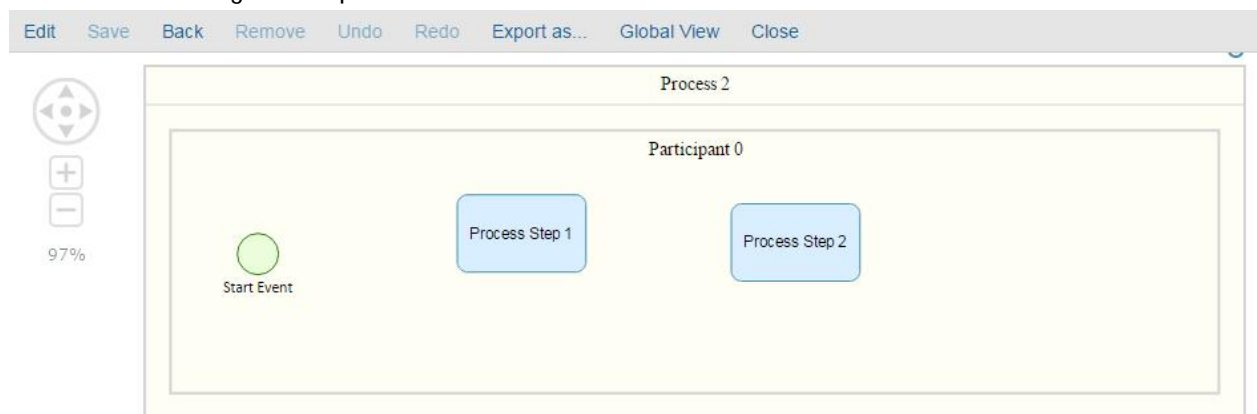 Edit Save Back Remove Undo Redo Export as... Global View Close
Process 2
Participant 0
97%
Process Step 1
Process Step 2
Start Event